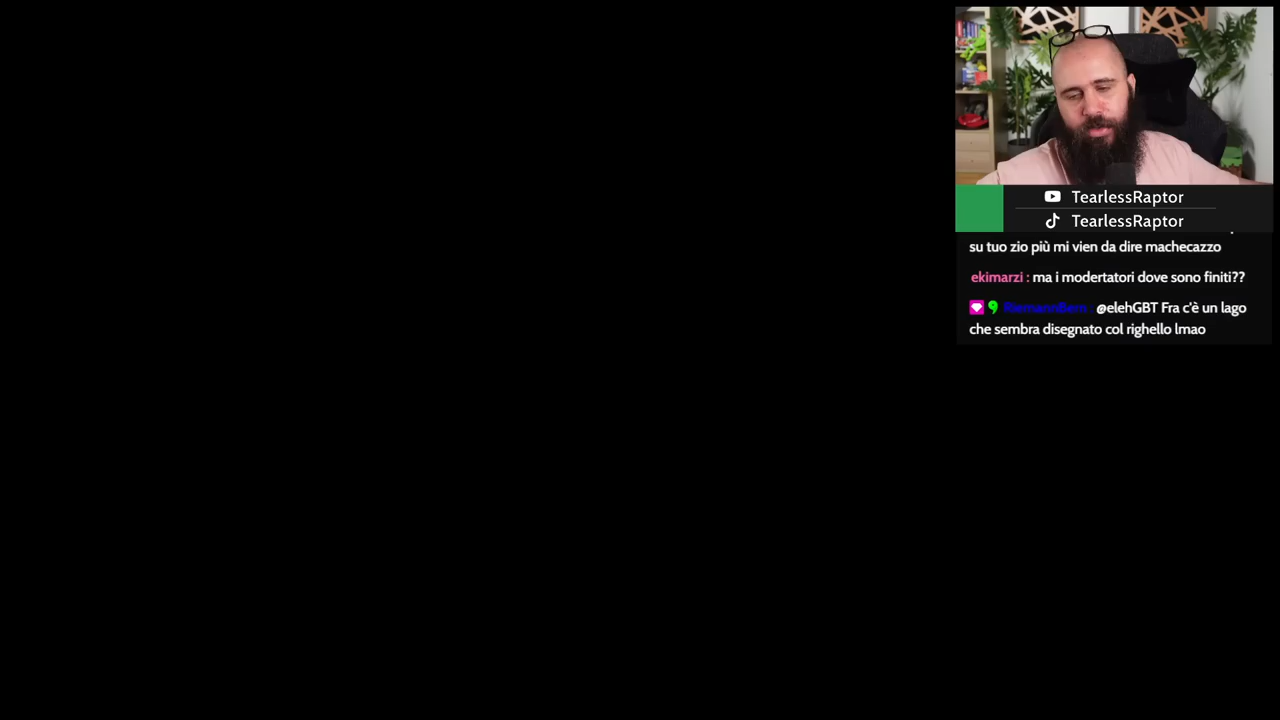 TearlessRaptor
TearlessRaptor
su tuo zio più mi vien da dire machecazzo
ekimarzi : ma i modertatori dove sono finiti??
RiemannBern : @elehGBT Fra c'è un lago
che sembra disegnato col righello lmao